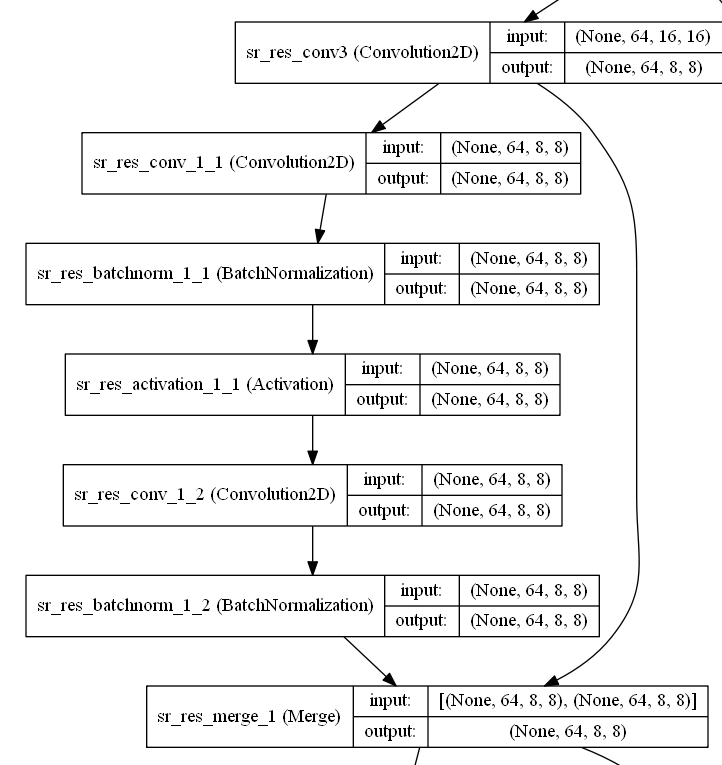 sr_res_conv3 (Convolution2D)
input:
(None, 64, 16, 16)
output:
(None, 64, 8, 8)
sr_res_conv_1_1 (Convolution2D)
input:
(None, 64, 8, 8)
output:
(None, 64, 8, 8)
sr_res_batchnorm_1_1 (BatchNormalization)
input:
(None, 64, 8, 8)
output:
(None, 64, 8, 8)
sr_res_activation_1_1 (Activation)
input:
(None, 64, 8, 8)
output:
(None, 64, 8, 8)
sr_res_conv_1_2 (Convolution2D)
input:
(None, 64, 8, 8)
output:
(None, 64, 8, 8)
sr_res_batchnorm_1_2 (BatchNormalization)
input:
(None, 64, 8, 8)
output:
(None, 64, 8, 8)
sr_res_merge_1 (Merge)
input:
[(None, 64, 8, 8), (None, 64, 8, 8)]
output:
(None, 64, 8, 8)